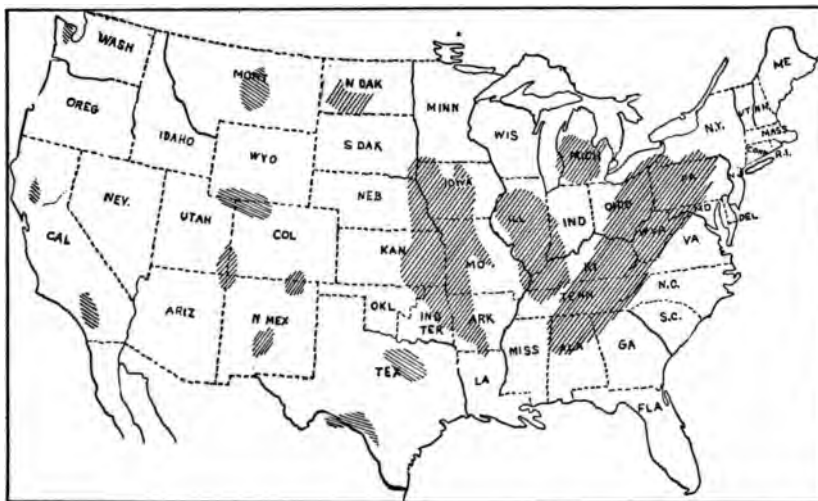 WASH
MONT
N DAK
MINN
ME
OREG
IDAHO
WYO
S DAK
WIS
MICH
N.Y.
VT
N.H.
MASS
CONN
R.I.
NEV.
UTAH
COL
NEB
IOWA
ILL
IND
OHIO
PA
N.J.
MD
DEL
CAL
KAN
MO.
KY
W VA
VA
ARIZ
N MEX
OKL
IND TER
ARK
TENN
N.C.
S.C.
TEX
LA
MISS
ALA
GA
FLA